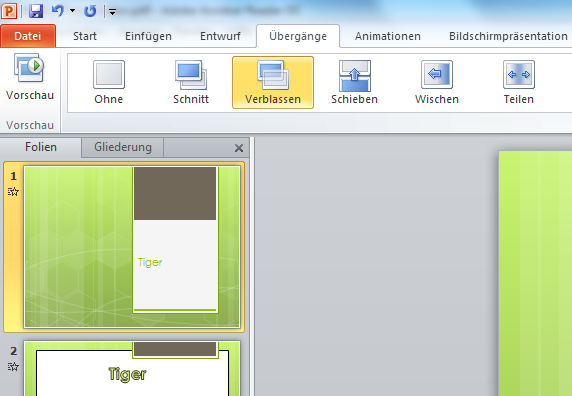 Datei Start Einfügen Entwurf Übergänge Animationen Bildschirmpräsentation
Vorschau Ohne Schnitt Verblassen Schieben Wischen Teilen
Vorschau
Folien Gliederung
1
Tiger
2
Tiger